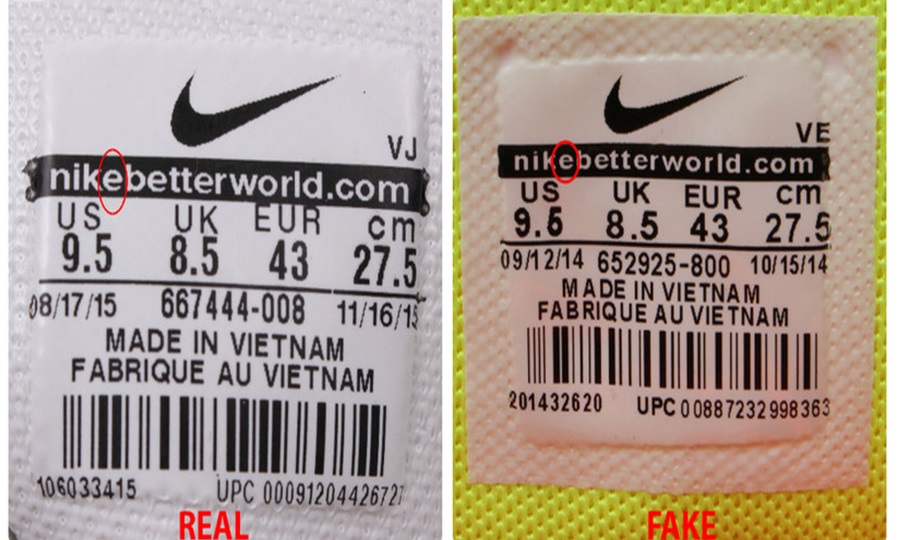 VJ
nikebetterworld.com
US UK EUR cm
9.5 8.5 43 27.5
08/17/15 667444-008 11/16/15
MADE IN VIETNAM
FABRIQUE AU VIETNAM
106033415 UPC 00091204426727
REAL
VE
nikebetterworld.com
US UK EUR cm
9.5 8.5 43 27.5
09/12/14 652925-800 10/15/14
MADE IN VIETNAM
FABRIQUE AU VIETNAM
201432620 UPC 00887232998363
FAKE